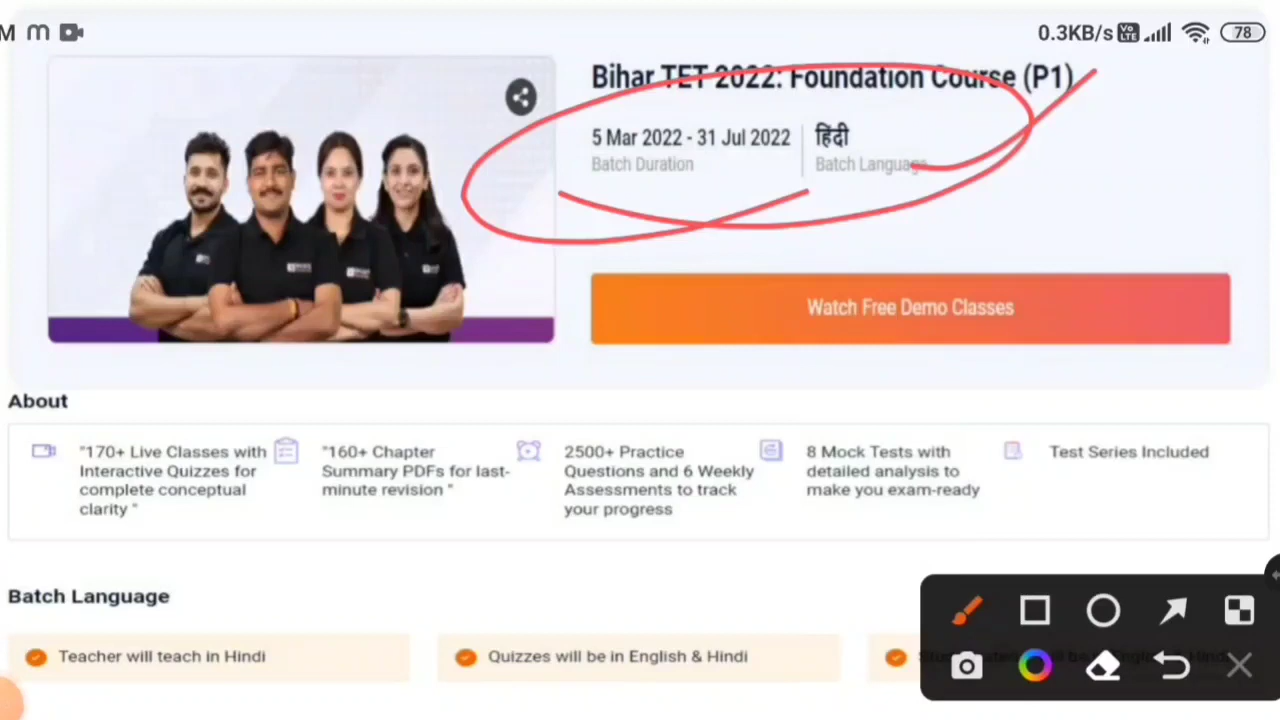 M m 0.3KB/s Vo LTE 78
Bihar TET 2022: Foundation Course (P1)
5 Mar 2022 - 31 Jul 2022
Batch Duration
हिंदी
Batch Language
Watch Free Demo Classes
About
"170+ Live Classes with
Interactive Quizzes for
complete conceptual
clarity "
"160+ Chapter
Summary PDFs for last-
minute revision "
2500+ Practice
Questions and 6 Weekly
Assessments to track
your progress
8 Mock Tests with
detailed analysis to
make you exam-ready
Test Series Included
Batch Language
Teacher will teach in Hindi
Quizzes will be in English & Hindi